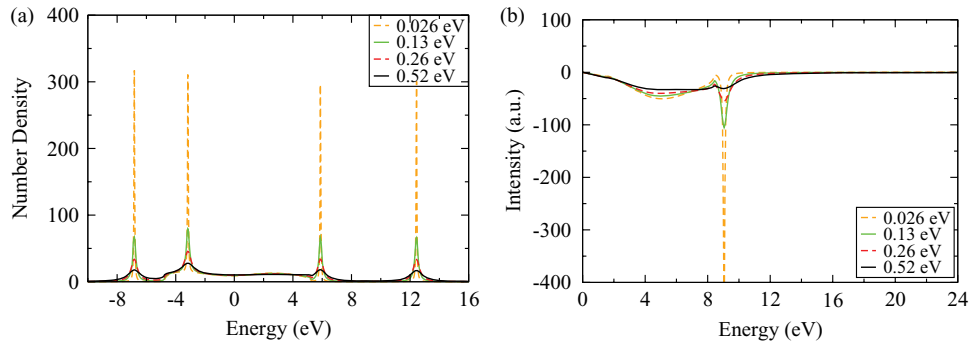 (a)
400
300
200
100
0
Number Density
-8 -4 0 4 8 12 16
Energy (eV)
0.026 eV
0.13 eV
0.26 eV
0.52 eV
(b)
100
0
-100
-200
-300
-400
Intensity (a.u.)
0 4 8 12 16 20 24
Energy (eV)
0.026 eV
0.13 eV
0.26 eV
0.52 eV